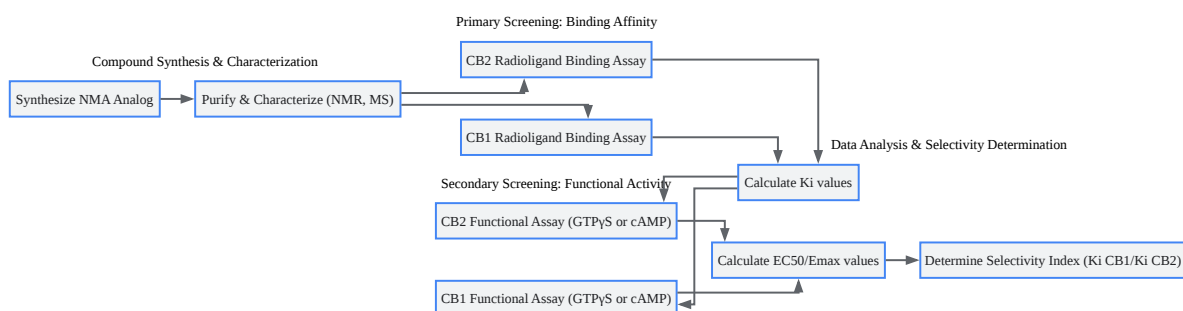 Primary Screening: Binding Affinity
CB2 Radioligand Binding Assay
Compound Synthesis & Characterization
Synthesize NMA Analog
Purify & Characterize (NMR, MS)
CB1 Radioligand Binding Assay
Data Analysis & Selectivity Determination
Calculate Ki values
Secondary Screening: Functional Activity
CB2 Functional Assay (GTPγS or cAMP)
Calculate EC50/Emax values
Determine Selectivity Index (Ki CB1/Ki CB2)
CB1 Functional Assay (GTPγS or cAMP)